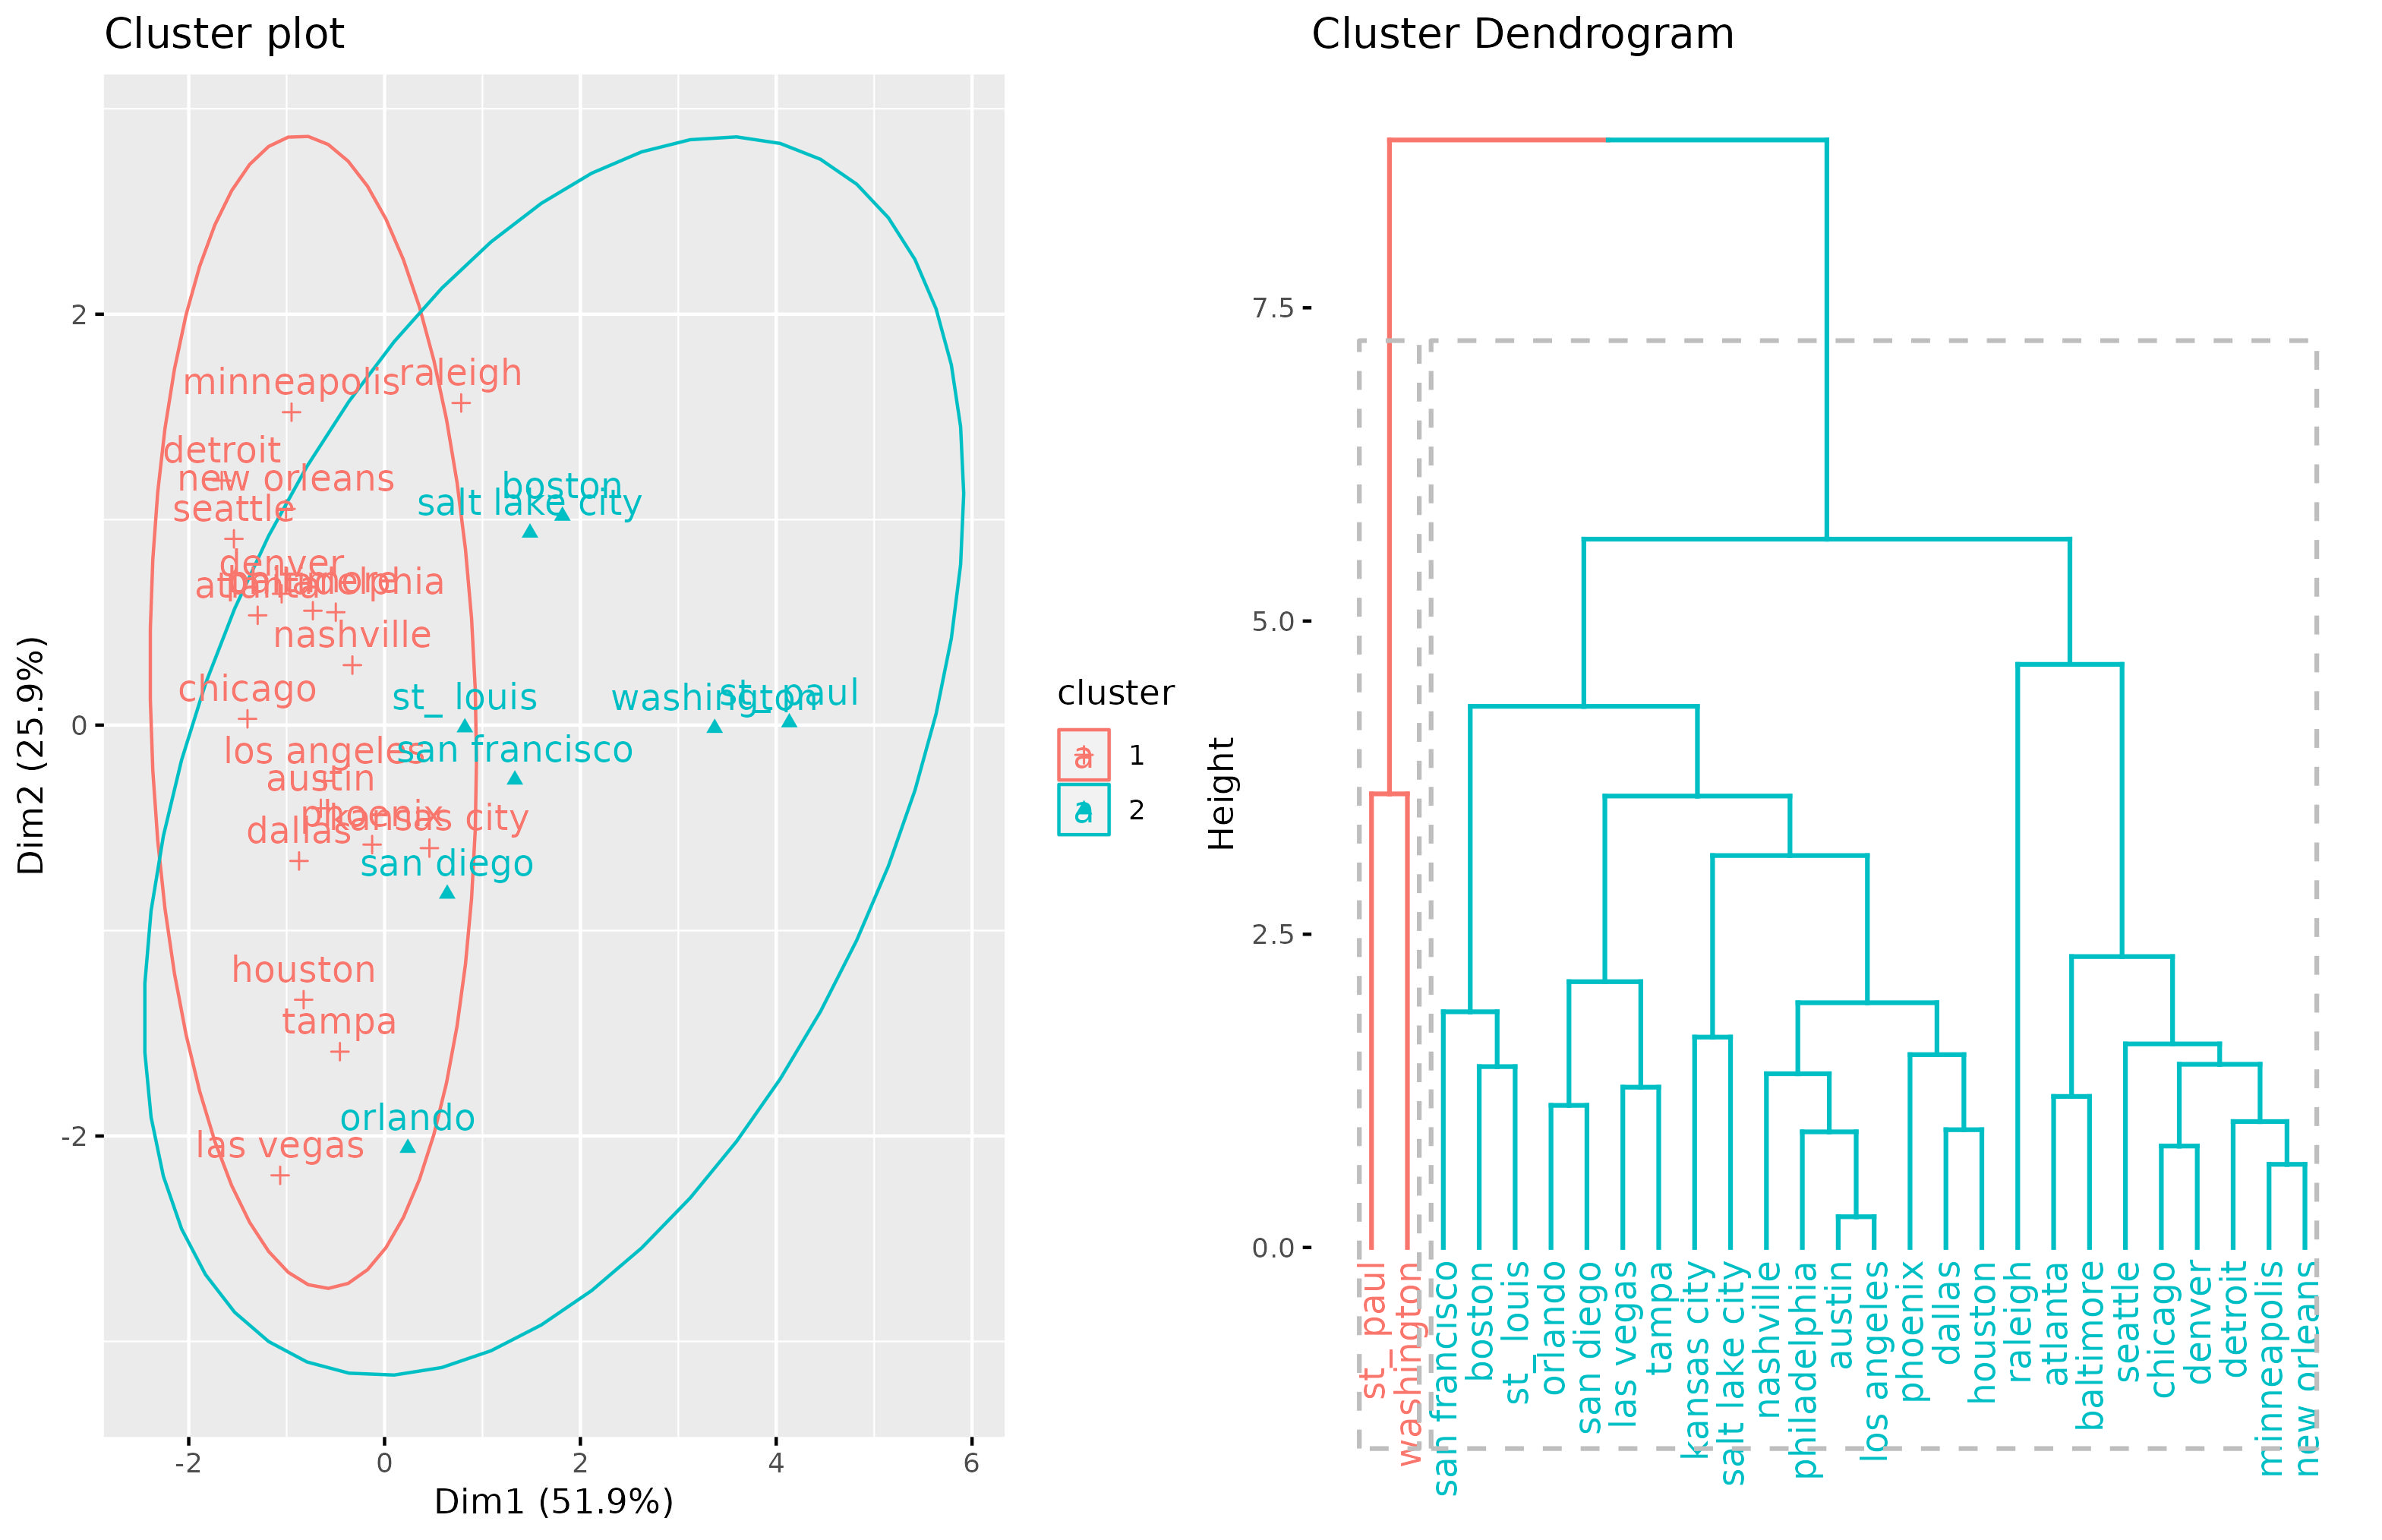 Cluster plot
minneapolis
raleigh
detroit
new orleans
seattle
boston
salt lake city
denver
atlanta
baltimore
philadelphia
nashville
chicago
st_ louis
washington
st_ paul
los angeles
san francisco
austin
phoenix
kansas city
dallas
san diego
houston
tampa
orlando
las vegas
2
0
-2
-2
0
2
4
6
Dim1 (51.9%)
Dim2 (25.9%)
cluster
a 1
a 2
Cluster Dendrogram
7.5
5.0
2.5
0.0
Height
st_ paul
washington
san francisco
boston
st_ louis
orlando
san diego
las vegas
tampa
kansas city
salt lake city
nashville
philadelphia
austin
los angeles
phoenix
dallas
houston
raleigh
atlanta
baltimore
seattle
chicago
denver
detroit
minneapolis
new orleans